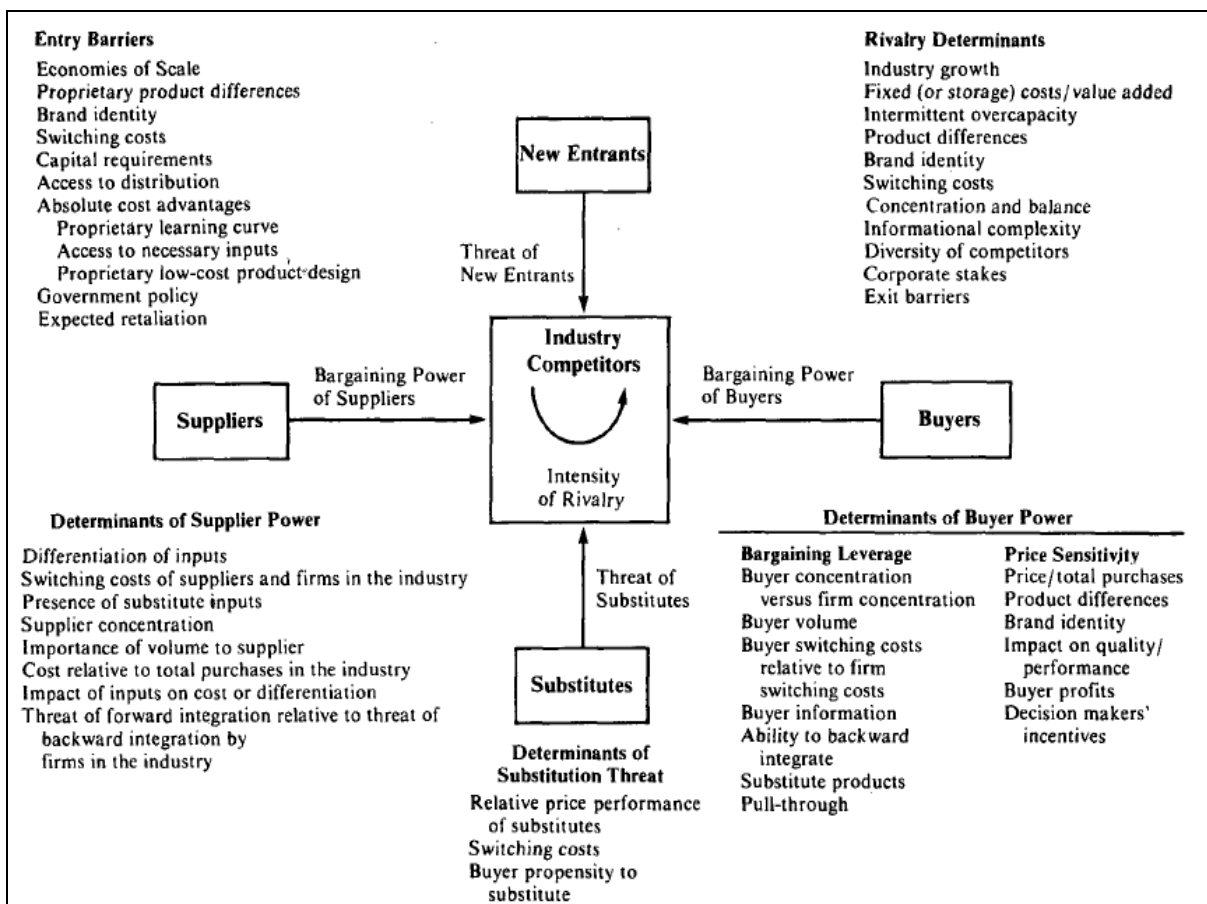 Entry Barriers
Economies of Scale
Proprietary product differences
Brand identity
Switching costs
Capital requirements
Access to distribution
Absolute cost advantages
Proprietary learning curve
Access to necessary inputs
Proprietary low-cost product design
Government policy
Expected retaliation
New Entrants
Threat of
New Entrants
Rivalry Determinants
Industry growth
Fixed (or storage) costs/value added
Intermittent overcapacity
Product differences
Brand identity
Switching costs
Concentration and balance
Informational complexity
Diversity of competitors
Corporate stakes
Exit barriers
Suppliers
Bargaining Power
of Suppliers
Industry
Competitors
Intensity
of Rivalry
Bargaining Power
of Buyers
Buyers
Determinants of Supplier Power
Differentiation of inputs
Switching costs of suppliers and firms in the industry
Presence of substitute inputs
Supplier concentration
Importance of volume to supplier
Cost relative to total purchases in the industry
Impact of inputs on cost or differentiation
Threat of forward integration relative to threat of
backward integration by
firms in the industry
Threat of
Substitutes
Substitutes
Determinants of
Substitution Threat
Relative price performance
of substitutes
Switching costs
Buyer propensity to
substitute
Determinants of Buyer Power
Bargaining Leverage
Buyer concentration
versus firm concentration
Buyer volume
Buyer switching costs
relative to firm
switching costs
Buyer information
Ability to backward
integrate
Substitute products
Pull-through
Price Sensitivity
Price/total purchases
Product differences
Brand identity
Impact on quality/
performance
Buyer profits
Decision makers'
incentives